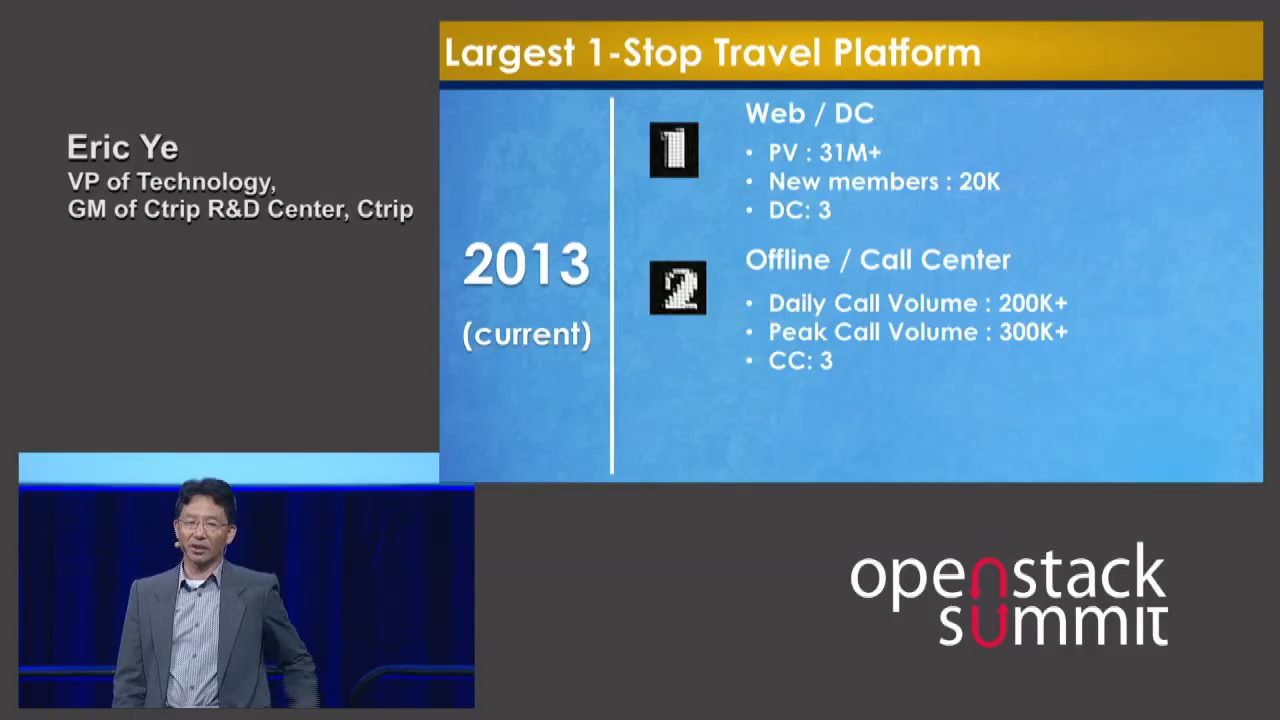 Largest 1-Stop Travel Platform
Eric Ye
VP of Technology,
GM of Ctrip R&D Center, Ctrip
2013
(current)
1
Web / DC
• PV : 31M+
• New members : 20K
• DC: 3
2
Offline / Call Center
• Daily Call Volume : 200K+
• Peak Call Volume : 300K+
• CC: 3
openstack
summit